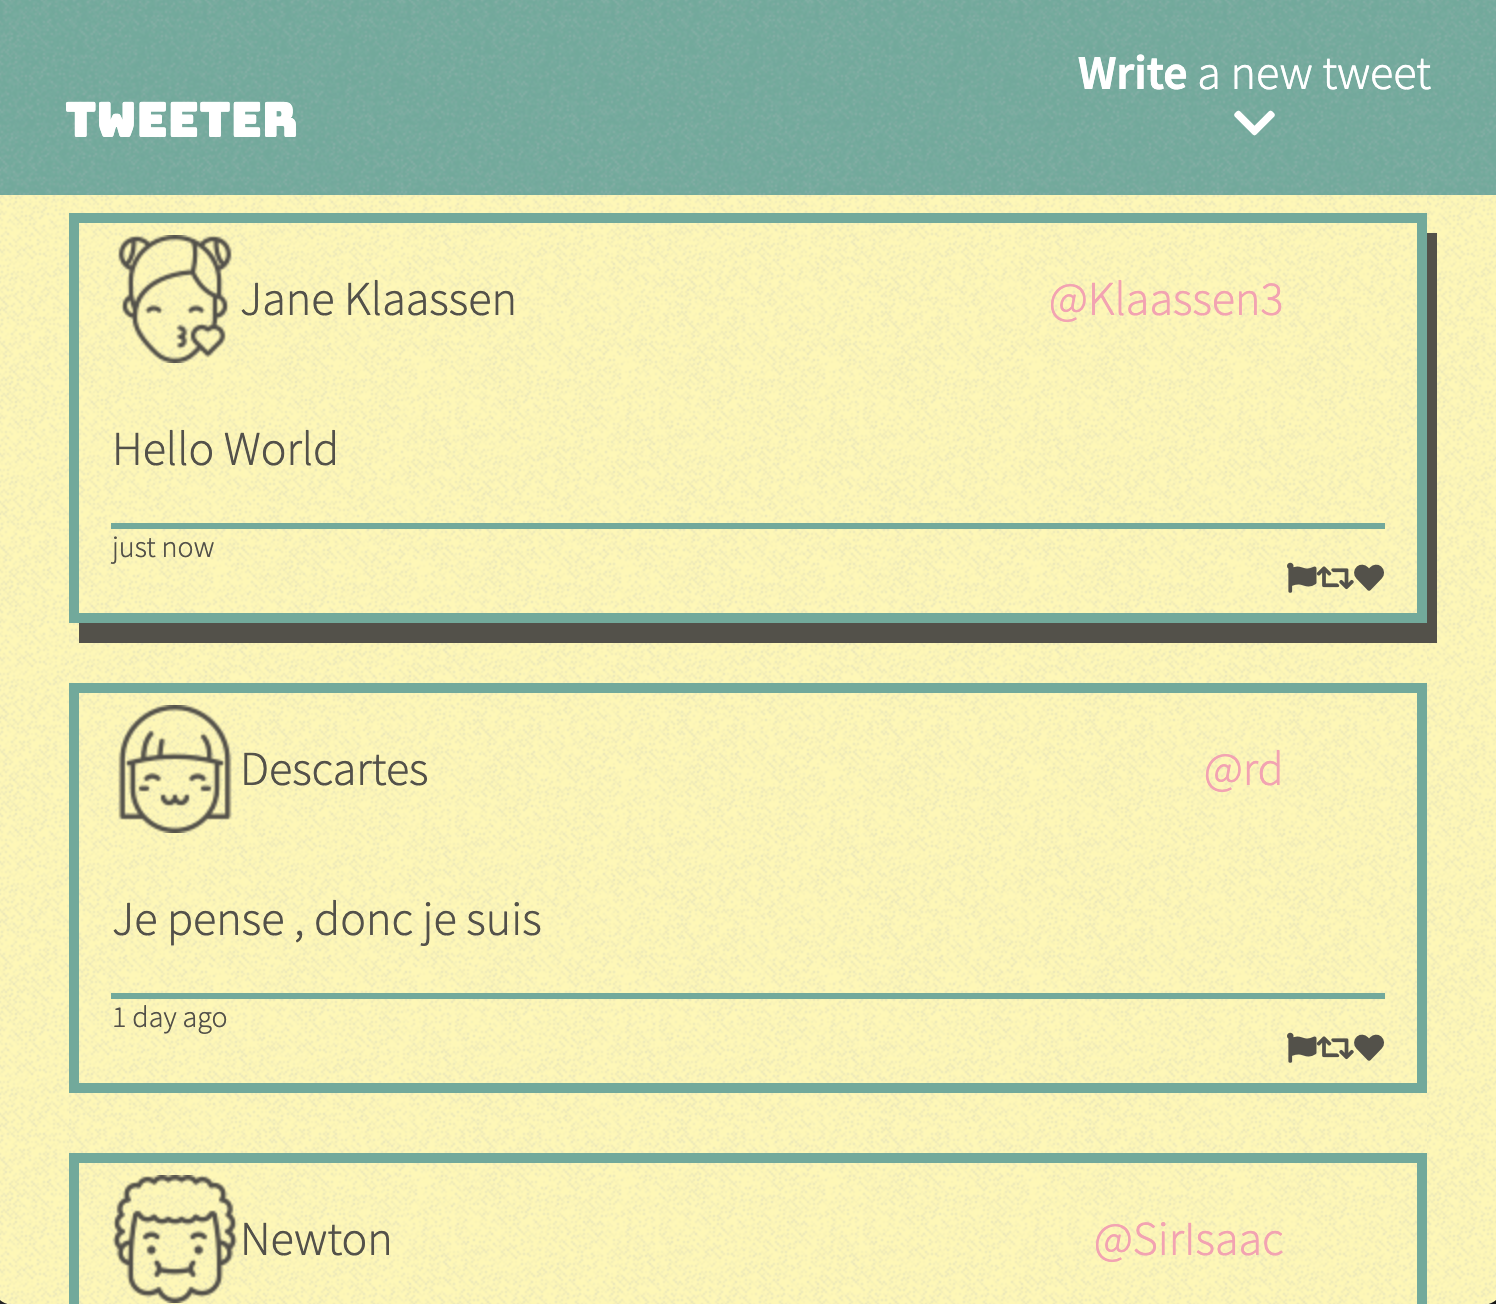 Write a new tweet
TWEETER
Jane Klaassen @Klaassen3
Hello World
just now
Descartes @rd
Je pense , donc je suis
1 day ago
Newton @SirIsaac